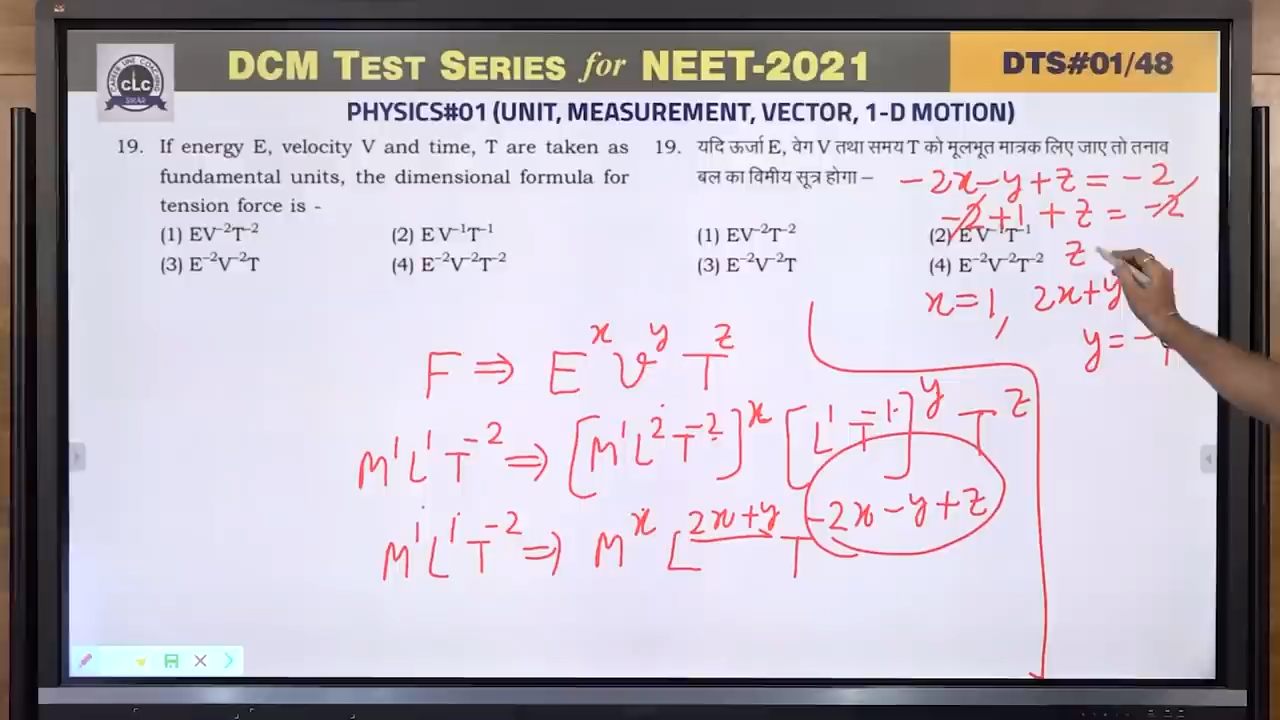 DCM TEST SERIES for NEET-2021
DTS#01/48
CLC
SIKAR
PHYSICS#01 (UNIT, MEASUREMENT, VECTOR, 1-D MOTION)
19. If energy E, velocity V and time, T are taken as
fundamental units, the dimensional formula for
tension force is -
(1) EV⁻²T⁻² (2) EV⁻¹T⁻¹
(3) E⁻²V⁻²T (4) E⁻²V⁻²T⁻²
19. यदि ऊर्जा E, वेग V तथा समय T को मूलभूत मात्रक लिए जाए तो तनाव
बल का विमीय सूत्र होगा –
(1) EV⁻²T⁻² (2) EV⁻¹T⁻¹
(3) E⁻²V⁻²T (4) E⁻²V⁻²T⁻²
-2x-y+z=-2
-2+1+z=-2
z
x=1, 2x+y
y=-1
F ⇒ E^x V^y T^z
M¹L¹T⁻² ⇒ [M¹L²T⁻²]^x [L¹T⁻¹]^y T^z
M¹L¹T⁻² ⇒ M^x L^(2x+y) T^(-2x-y+z)